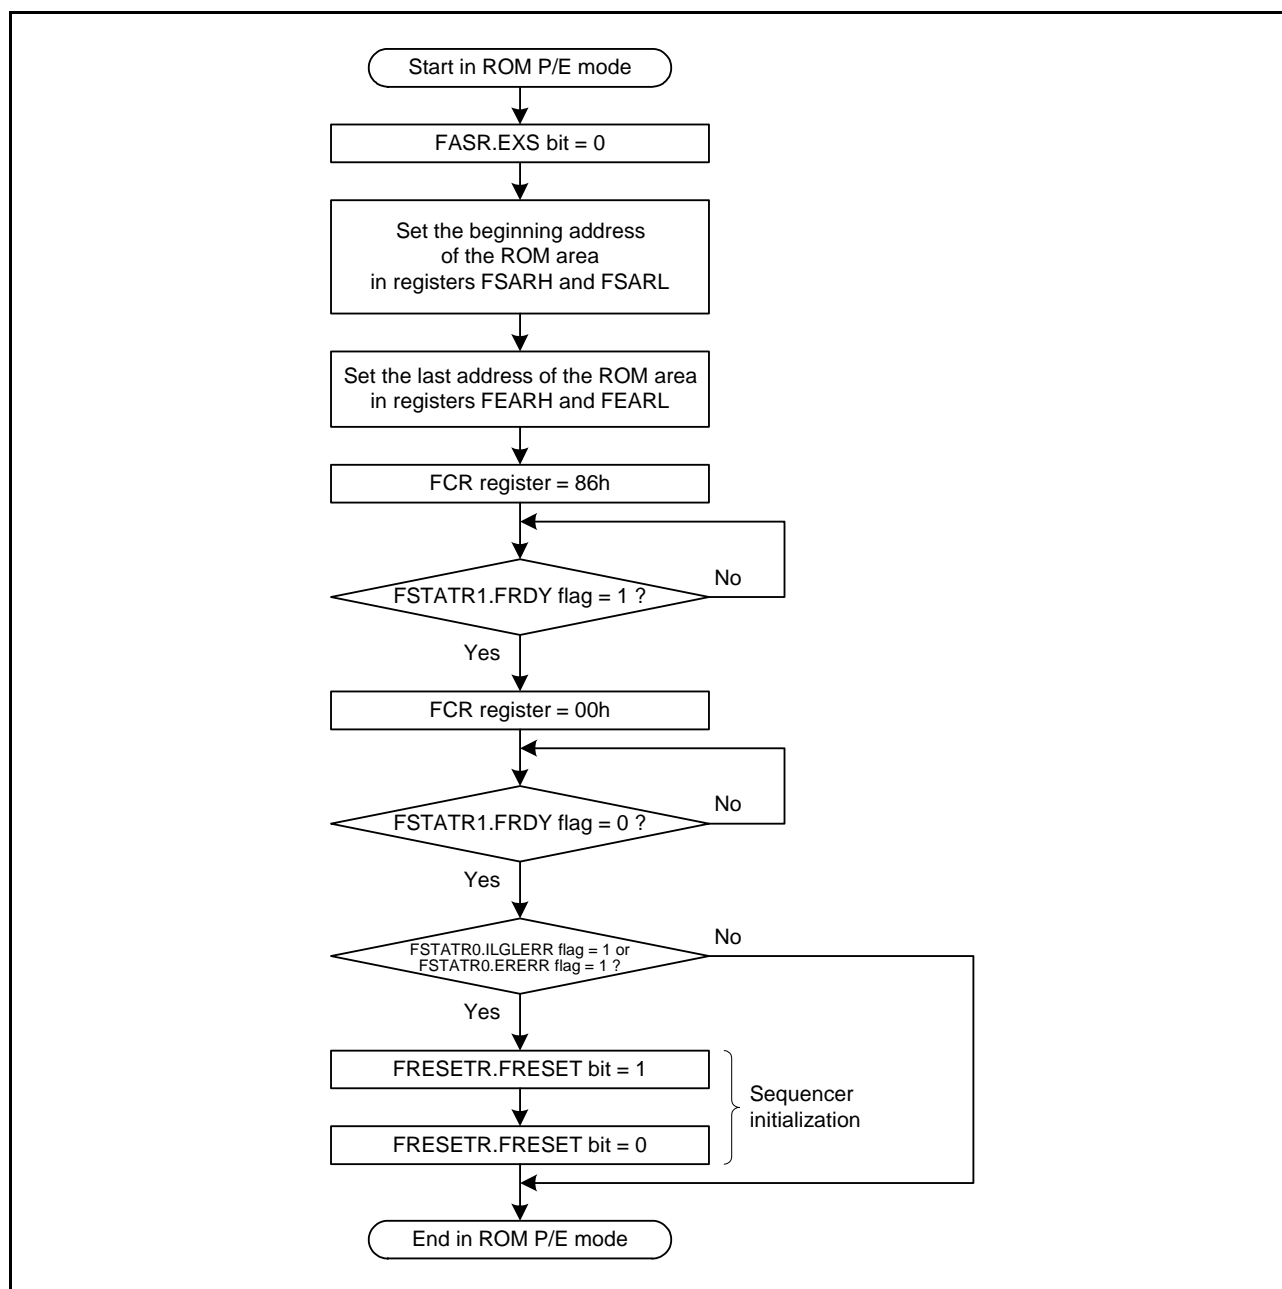 Start in ROM P/E mode
FASR.EXS bit = 0
Set the beginning address
of the ROM area
in registers FSARH and FSARL
Set the last address of the ROM area
in registers FEARH and FEARL
FCR register = 86h
FSTATR1.FRDY flag = 1 ?
No
Yes
FCR register = 00h
FSTATR1.FRDY flag = 0 ?
No
Yes
FSTATR0.ILGLERR flag = 1 or
FSTATR0.ERERR flag = 1 ?
No
Yes
FRESETR.FRESET bit = 1
FRESETR.FRESET bit = 0
Sequencer
initialization
End in ROM P/E mode